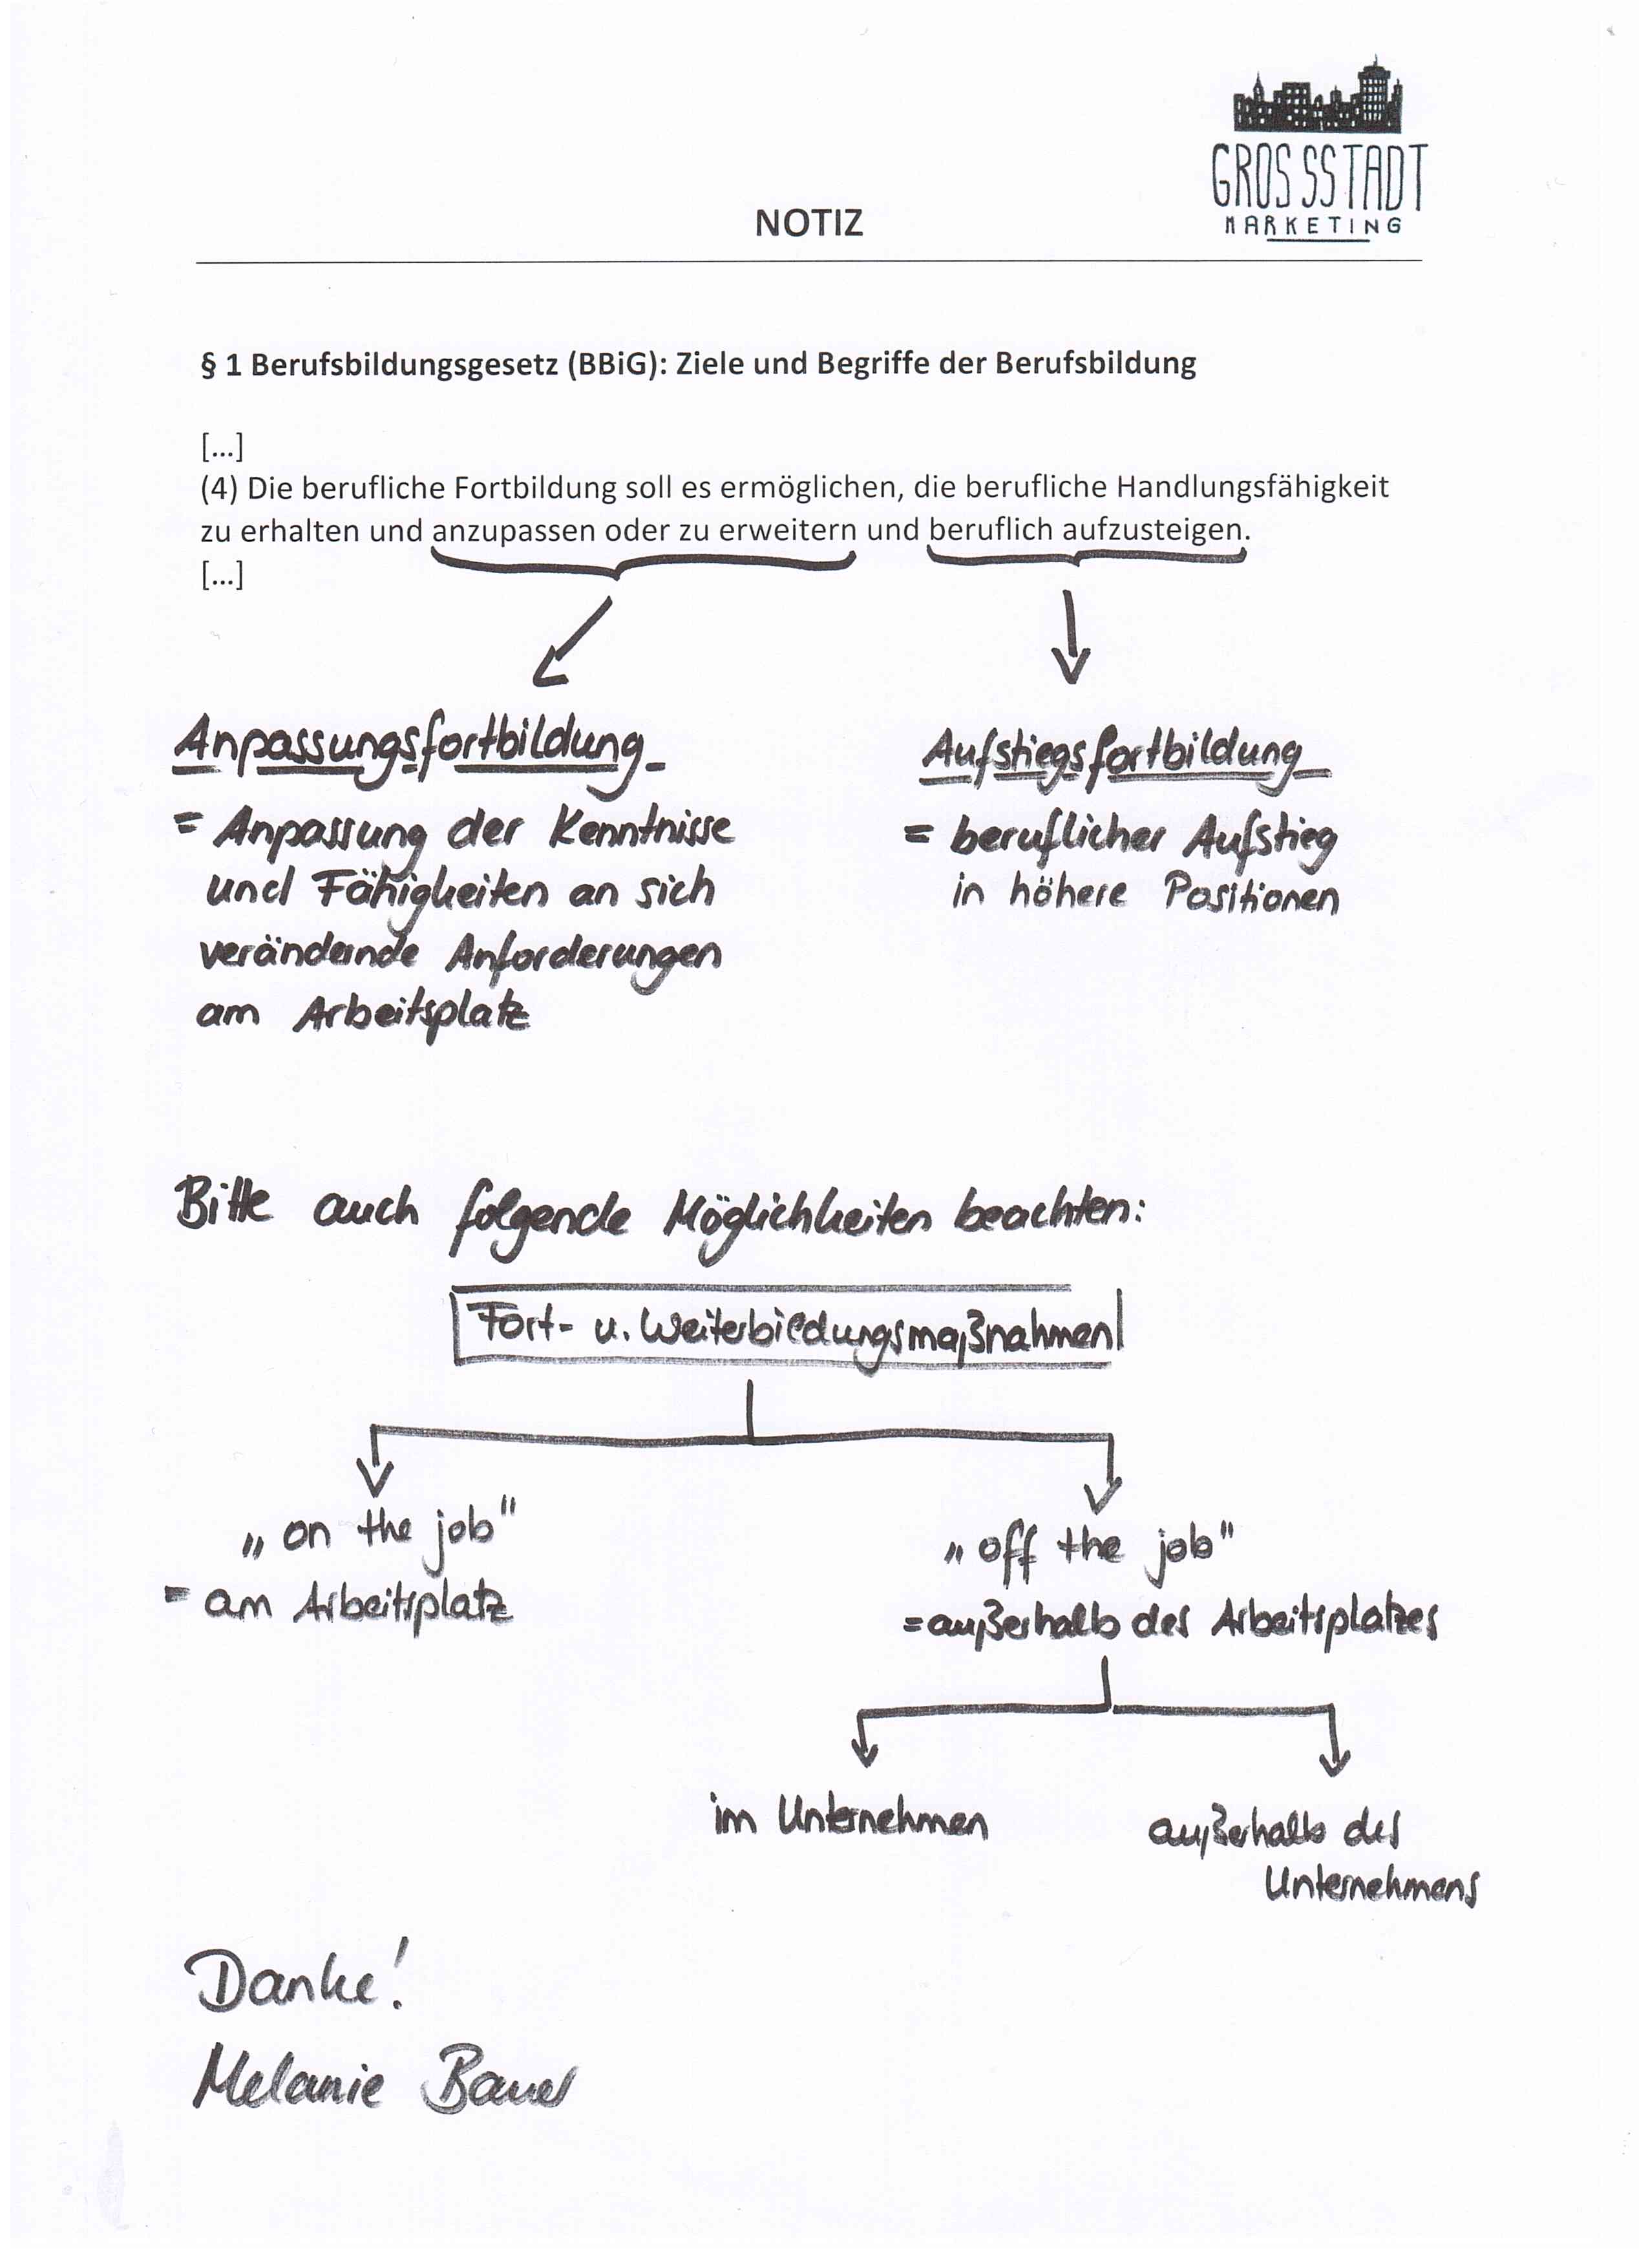 GROSSSTADT
MARKETING
NOTIZ
§ 1 Berufsbildungsgesetz (BBiG): Ziele und Begriffe der Berufsbildung
[...]
(4) Die berufliche Fortbildung soll es ermöglichen, die berufliche Handlungsfähigkeit
zu erhalten und anzupassen oder zu erweitern und beruflich aufzusteigen.
[...]
Anpassungsfortbildung
= Anpassung der Kenntnisse
und Fähigkeiten an sich
verändernde Anforderungen
am Arbeitsplatz
Aufstiegsfortbildung
= beruflicher Aufstieg
in höhere Positionen
Bitte auch folgende Möglichkeiten beachten:
Fort- u. Weiterbildungsmaßnahmen
„on the job"
= am Arbeitsplatz
„off the job"
= außerhalb des Arbeitsplatzes
im Unternehmen
außerhalb des
Unternehmens
Danke!
Melanie Bauer